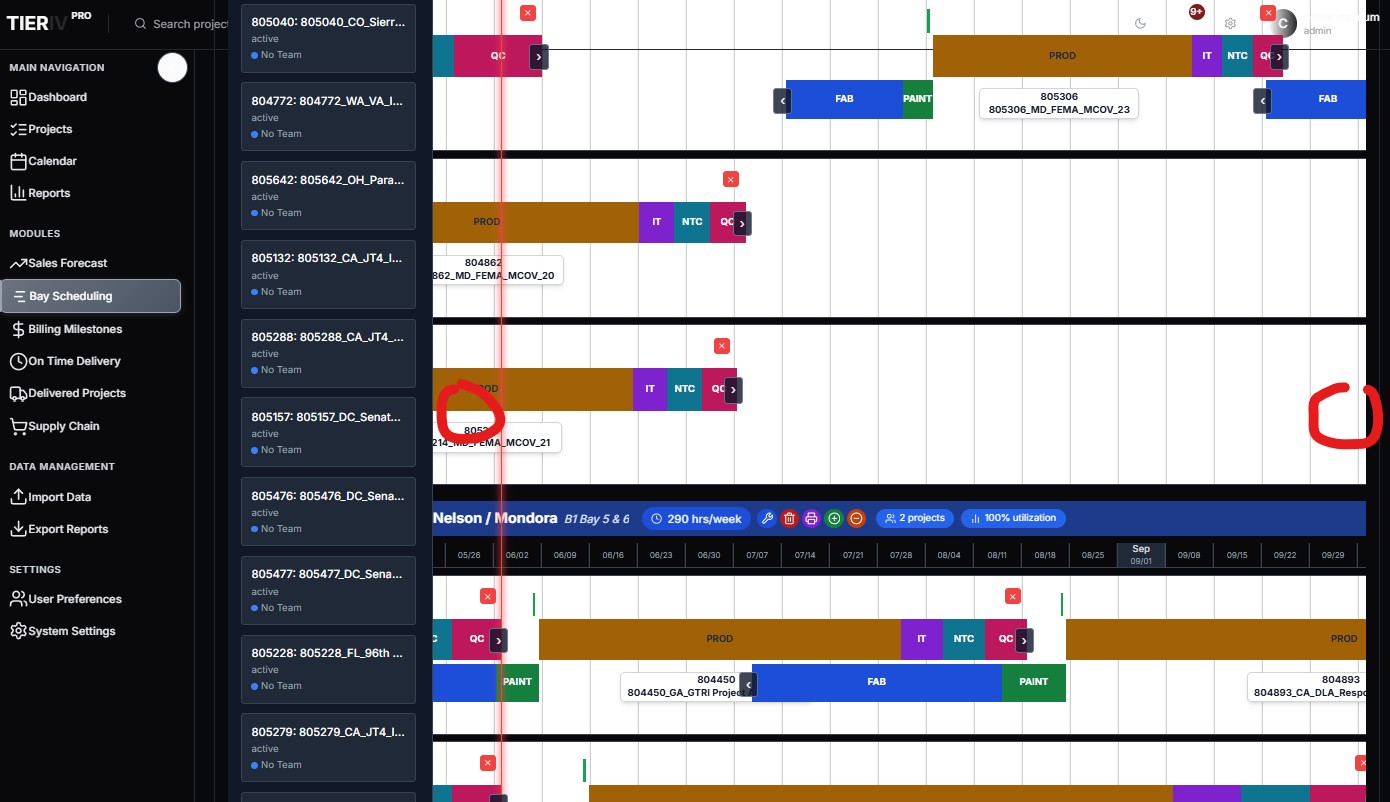 TIERIV PRO
Search project
9+
C
admin
MAIN NAVIGATION
Dashboard
Projects
Calendar
Reports
MODULES
Sales Forecast
Bay Scheduling
Billing Milestones
On Time Delivery
Delivered Projects
Supply Chain
DATA MANAGEMENT
Import Data
Export Reports
SETTINGS
User Preferences
System Settings
805040: 805040_CO_Sierr...
active
No Team
804772: 804772_WA_VA_I...
active
No Team
805642: 805642_OH_Para...
active
No Team
805132: 805132_CA_JT4_I...
active
No Team
805288: 805288_CA_JT4_...
active
No Team
805157: 805157_DC_Senat...
active
No Team
805476: 805476_DC_Sena...
active
No Team
805477: 805477_DC_Sena...
active
No Team
805228: 805228_FL_96th ...
active
No Team
805279: 805279_CA_JT4_I...
active
No Team
QC
PROD IT NTC QC
FAB PAINT
805306
805306_MD_FEMA_MCOV_23
FAB
PROD IT NTC QC
804862
862_MD_FEMA_MCOV_20
PROD IT NTC QC
214_MD_FEMA_MCOV_21
Nelson / Mondora B1 Bay 5 & 6 290 hrs/week 2 projects 100% utilization
05/26 06/02 06/09 06/16 06/23 06/30 07/07 07/14 07/21 07/28 08/04 08/11 08/18 08/25 Sep 09/01 09/08 09/15 09/22 09/29
QC PROD IT NTC QC PROD
PAINT
804450
804450_GA_GTRI Project
FAB PAINT
804893
804893_CA_DLA_Respo